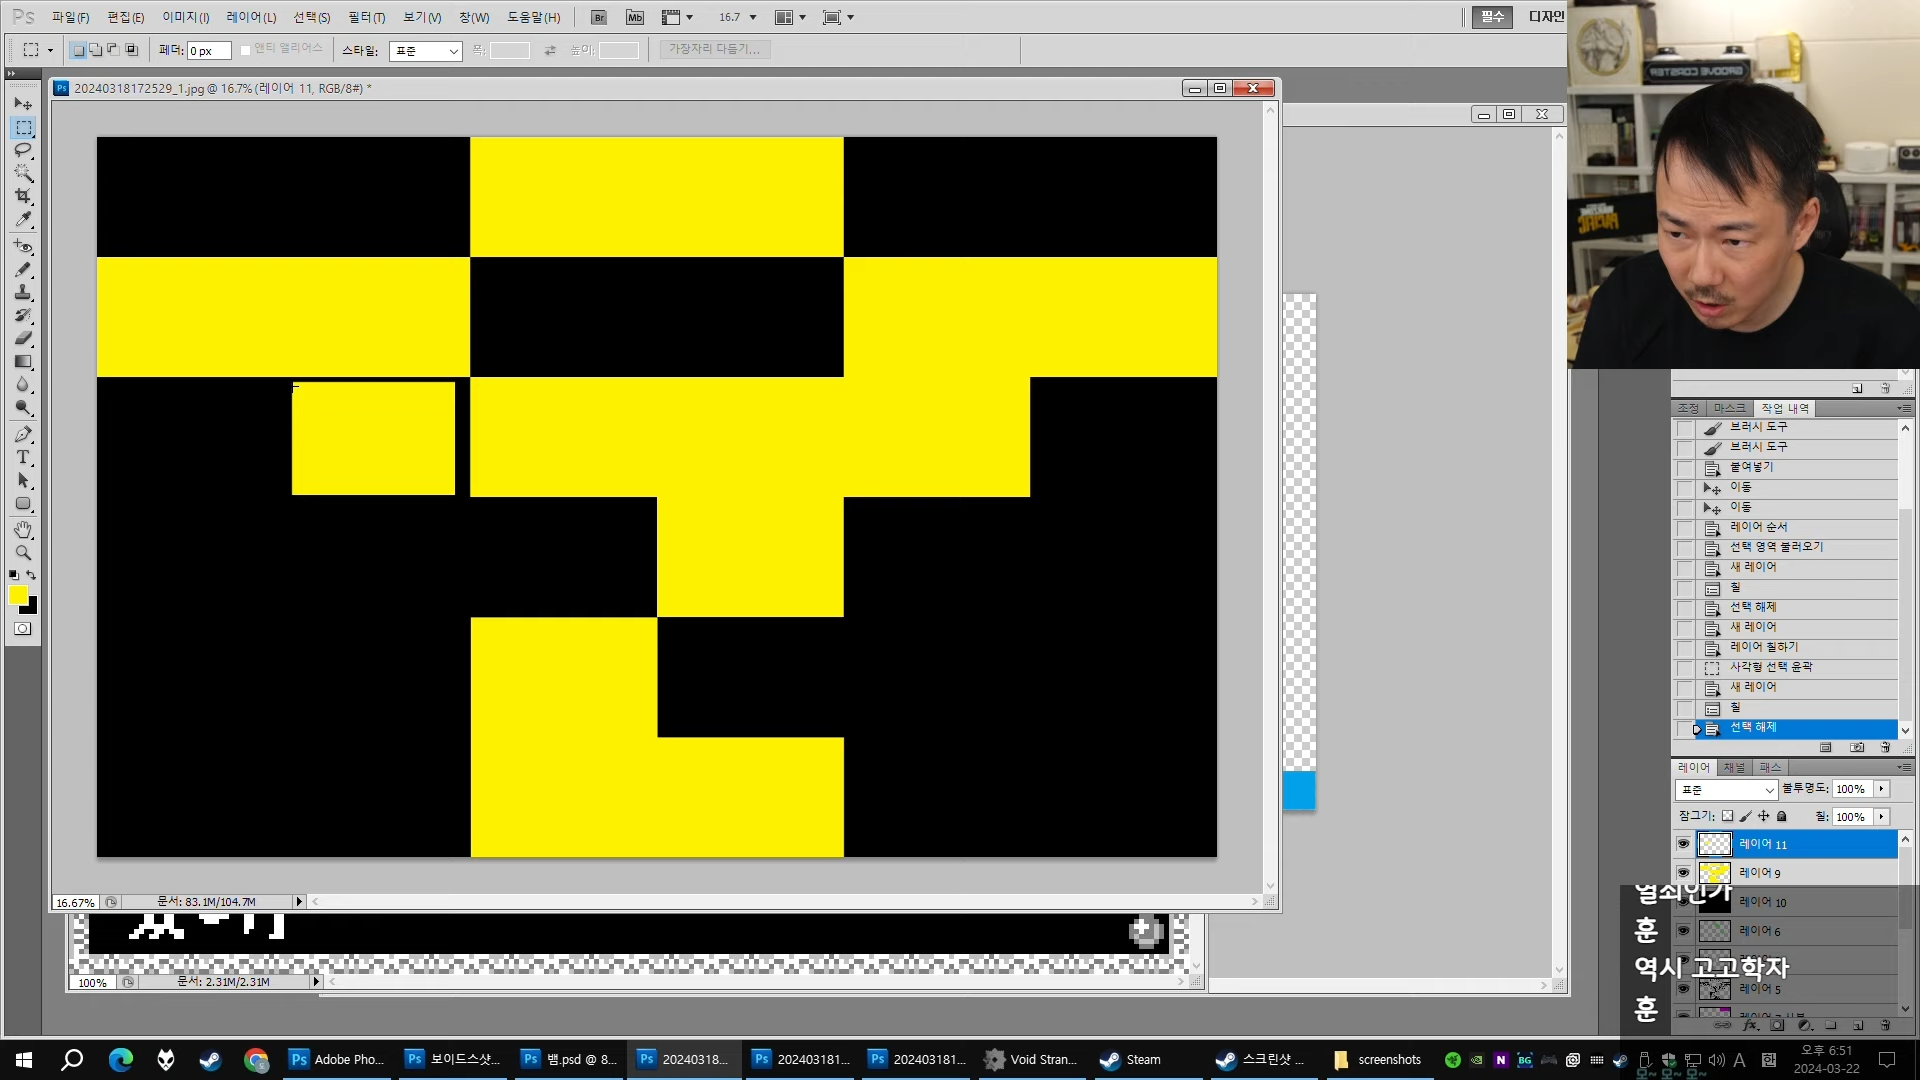 Ps 파일(F) 편집(E) 이미지(I) 레이어(L) 선택(S) 필터(T) 보기(V) 창(W) 도움말(H) Br Mb 16.7 필수 디자인
페더: 0 px 앤티 앨리어스 스타일: 표준 폭: 높이: 가장자리 다듬기...
20240318172529_1.jpg @ 16.7% (레이어 11, RGB/8#) *
조정 마스크 작업 내역
브러시 도구
브러시 도구
붙여넣기
이동
이동
레이어 순서
선택 영역 불러오기
새 레이어
칠
선택 해제
새 레이어
레이어 칠하기
사각형 선택 윤곽
새 레이어
칠
선택 해제
레이어 채널 패스
표준 불투명도: 100%
잠그기: 칠: 100%
레이어 11
레이어 9
레이어 10
레이어 6
레이어 5
열쇠인가
훈
역시 고고학자
훈
16.67% 문서: 83.1M/104.7M
100% 문서: 2.31M/2.31M
Adobe Pho... 보이드스샷... 뱀.psd @ 8... 20240318... 202403181... 202403181... Void Stran... Steam 스크린샷 ... screenshots
오후 6:51
2024-03-22